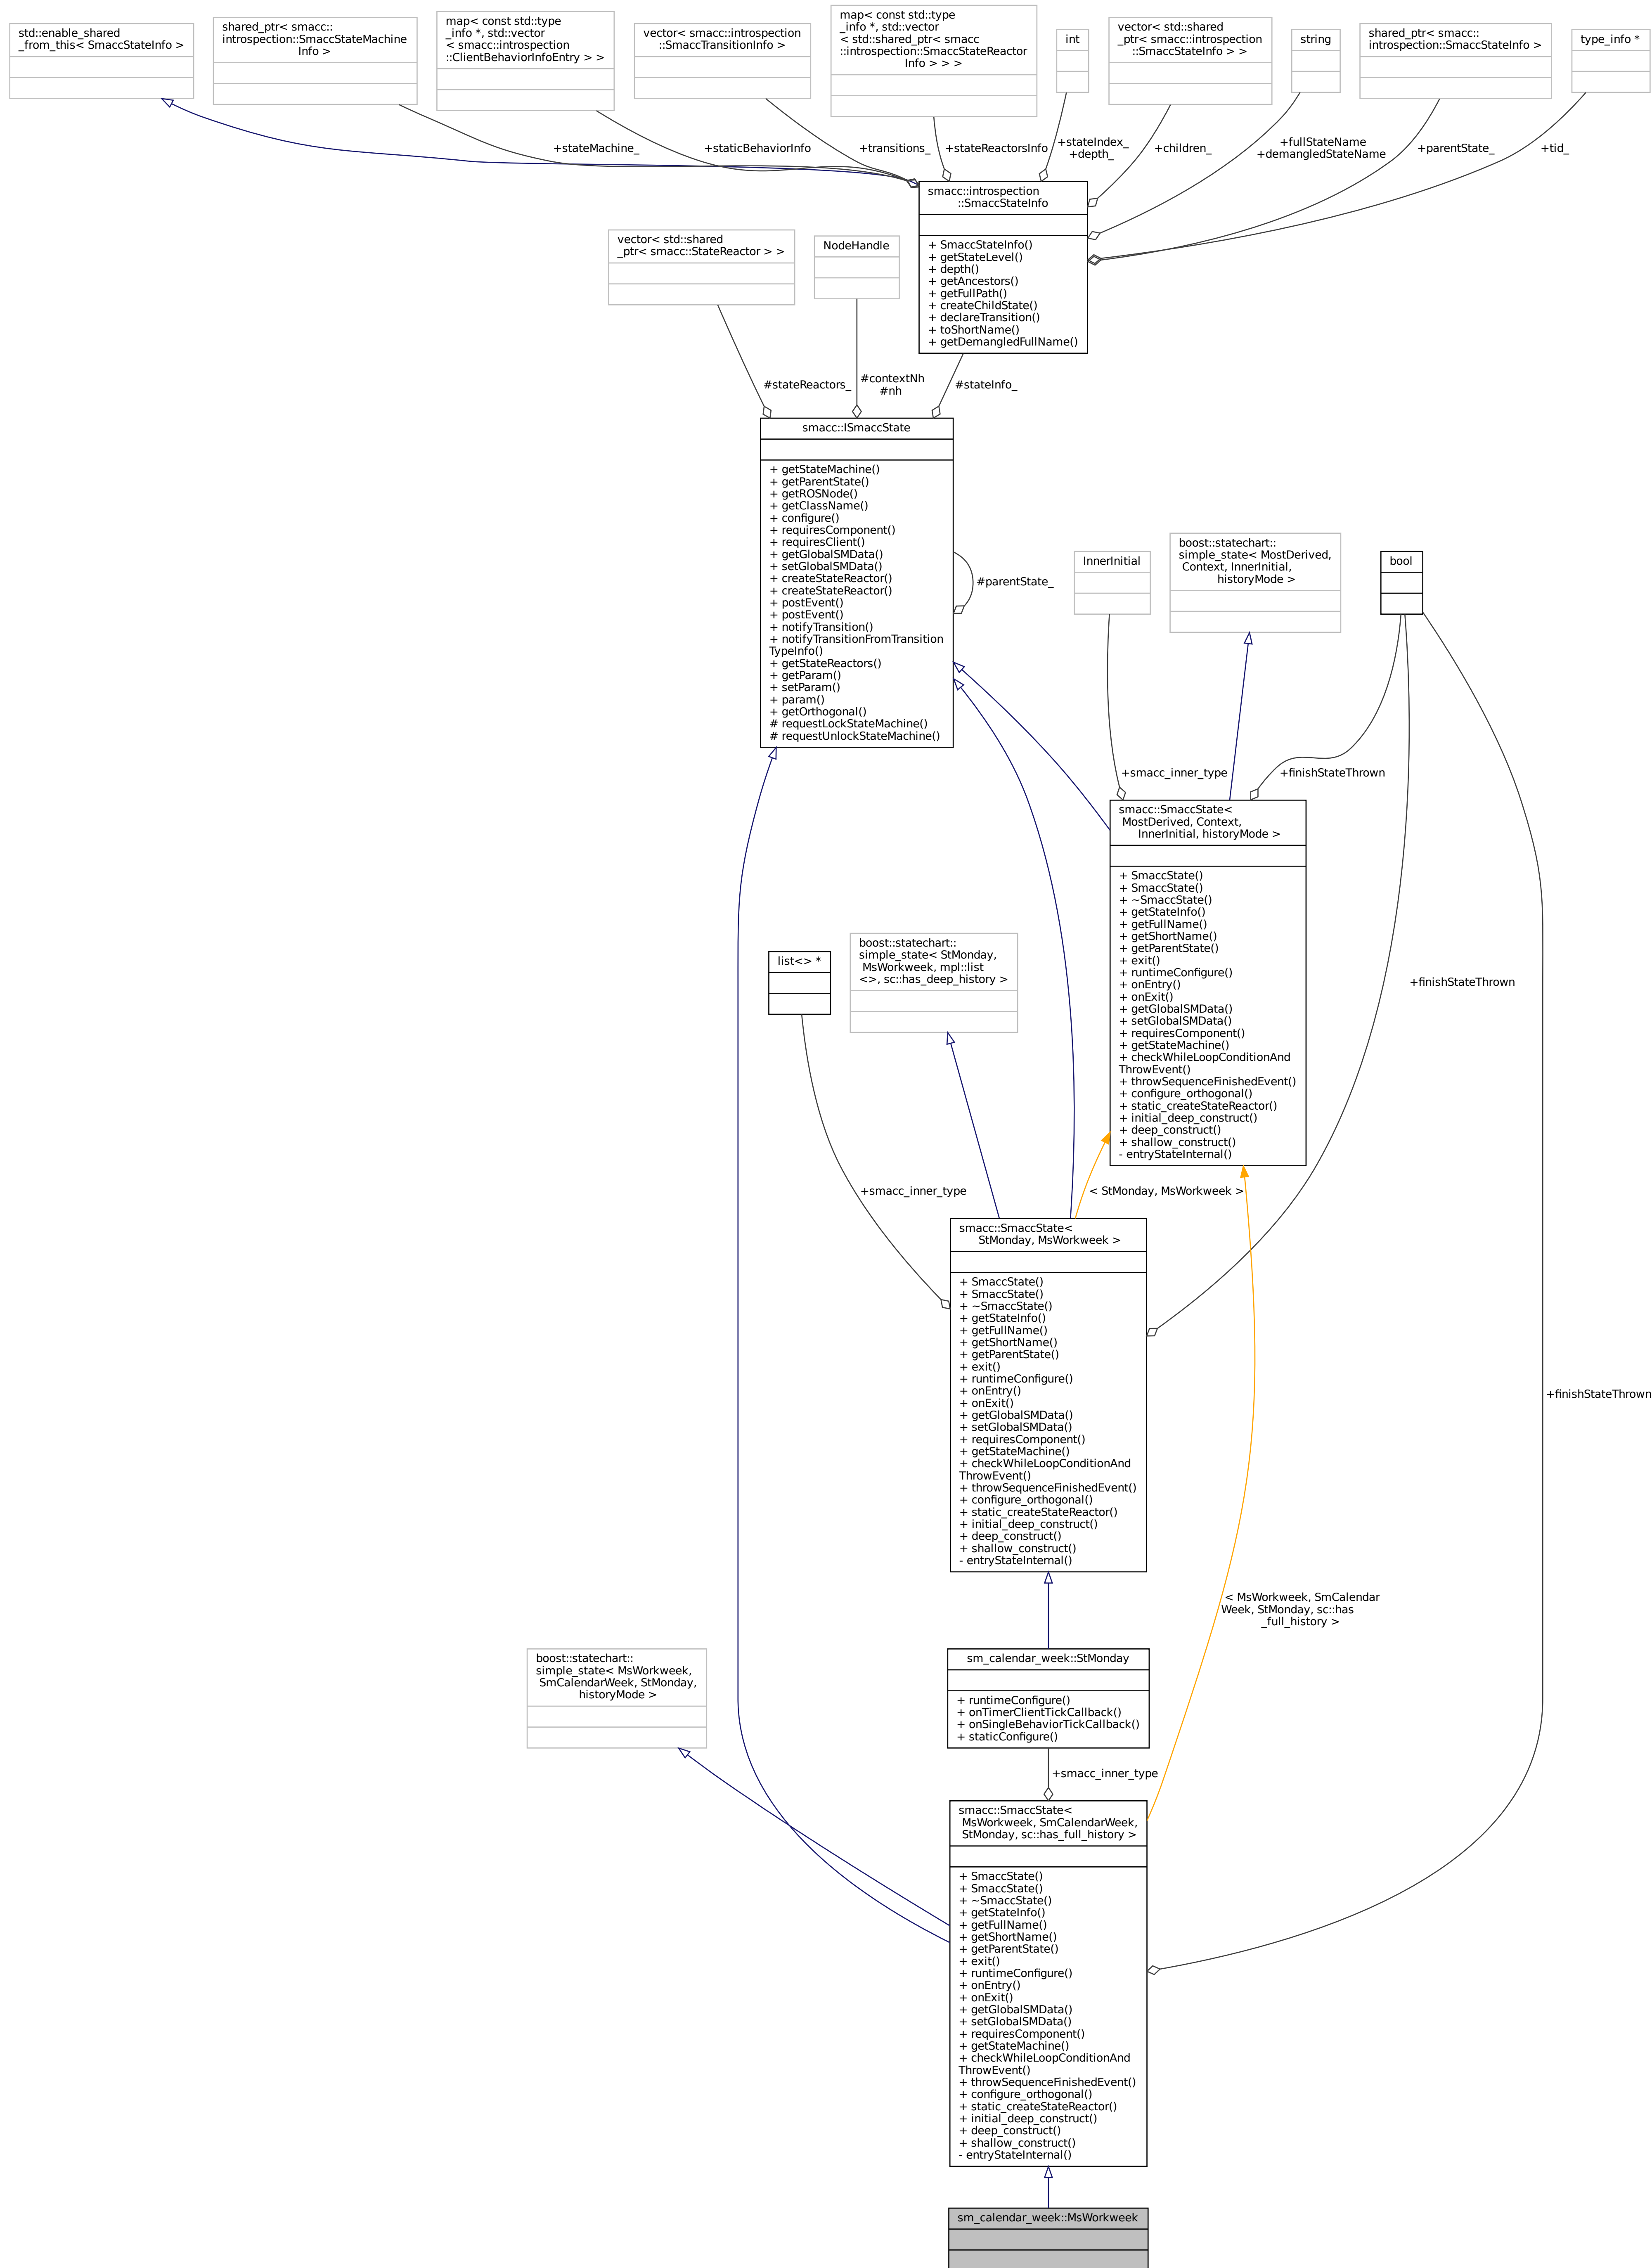 std::enable_shared
_from_this< SmaccStateInfo >
shared_ptr< smacc::
introspection::SmaccStateMachine
Info >
map< const std::type
_info *, std::vector
< smacc::introspection
::ClientBehaviorInfoEntry > >
vector< smacc::introspection
::SmaccTransitionInfo >
map< const std::type
_info *, std::vector
< std::shared_ptr< smacc
::introspection::SmaccStateReactor
Info > > >
int
vector< std::shared
_ptr< smacc::introspection
::SmaccStateInfo > >
string
shared_ptr< smacc::
introspection::SmaccStateInfo >
type_info *
+stateMachine_
+staticBehaviorInfo
+transitions_
+stateReactorsInfo
+stateIndex_
+depth_
+children_
+fullStateName
+demangledStateName
+parentState_
+tid_
smacc::introspection
::SmaccStateInfo
+ SmaccStateInfo()
+ getStateLevel()
+ depth()
+ getAncestors()
+ getFullPath()
+ createChildState()
+ declareTransition()
+ toShortName()
+ getDemangledFullName()
vector< std::shared
_ptr< smacc::StateReactor > >
NodeHandle
#stateReactors_
#contextNh
#nh
#stateInfo_
smacc::ISmaccState
+ getStateMachine()
+ getParentState()
+ getROSNode()
+ getClassName()
+ configure()
+ requiresComponent()
+ requiresClient()
+ getGlobalSMData()
+ setGlobalSMData()
+ createStateReactor()
+ createStateReactor()
+ postEvent()
+ postEvent()
+ notifyTransition()
+ notifyTransitionFromTransition
TypeInfo()
+ getStateReactors()
+ getParam()
+ setParam()
+ param()
+ getOrthogonal()
# requestLockStateMachine()
# requestUnlockStateMachine()
#parentState_
InnerInitial
boost::statechart::
simple_state< MostDerived,
Context, InnerInitial,
historyMode >
bool
+smacc_inner_type
+finishStateThrown
smacc::SmaccState<
MostDerived, Context,
InnerInitial, historyMode >
+ SmaccState()
+ SmaccState()
+ ~SmaccState()
+ getStateInfo()
+ getFullName()
+ getShortName()
+ getParentState()
+ exit()
+ runtimeConfigure()
+ onEntry()
+ onExit()
+ getGlobalSMData()
+ setGlobalSMData()
+ requiresComponent()
+ getStateMachine()
+ checkWhileLoopConditionAnd
ThrowEvent()
+ throwSequenceFinishedEvent()
+ configure_orthogonal()
+ static_createStateReactor()
+ initial_deep_construct()
+ deep_construct()
+ shallow_construct()
- entryStateInternal()
list<> *
boost::statechart::
simple_state< StMonday,
MsWorkweek, mpl::list
<>, sc::has_deep_history >
+finishStateThrown
+smacc_inner_type
< StMonday, MsWorkweek >
smacc::SmaccState<
StMonday, MsWorkweek >
+ SmaccState()
+ SmaccState()
+ ~SmaccState()
+ getStateInfo()
+ getFullName()
+ getShortName()
+ getParentState()
+ exit()
+ runtimeConfigure()
+ onEntry()
+ onExit()
+ getGlobalSMData()
+ setGlobalSMData()
+ requiresComponent()
+ getStateMachine()
+ checkWhileLoopConditionAnd
ThrowEvent()
+ throwSequenceFinishedEvent()
+ configure_orthogonal()
+ static_createStateReactor()
+ initial_deep_construct()
+ deep_construct()
+ shallow_construct()
- entryStateInternal()
+finishStateThrown
< MsWorkweek, SmCalendar
Week, StMonday, sc::has
_full_history >
boost::statechart::
simple_state< MsWorkweek,
SmCalendarWeek, StMonday,
historyMode >
sm_calendar_week::StMonday
+ runtimeConfigure()
+ onTimerClientTickCallback()
+ onSingleBehaviorTickCallback()
+ staticConfigure()
+smacc_inner_type
smacc::SmaccState<
MsWorkweek, SmCalendarWeek,
StMonday, sc::has_full_history >
+ SmaccState()
+ SmaccState()
+ ~SmaccState()
+ getStateInfo()
+ getFullName()
+ getShortName()
+ getParentState()
+ exit()
+ runtimeConfigure()
+ onEntry()
+ onExit()
+ getGlobalSMData()
+ setGlobalSMData()
+ requiresComponent()
+ getStateMachine()
+ checkWhileLoopConditionAnd
ThrowEvent()
+ throwSequenceFinishedEvent()
+ configure_orthogonal()
+ static_createStateReactor()
+ initial_deep_construct()
+ deep_construct()
+ shallow_construct()
- entryStateInternal()
sm_calendar_week::MsWorkweek